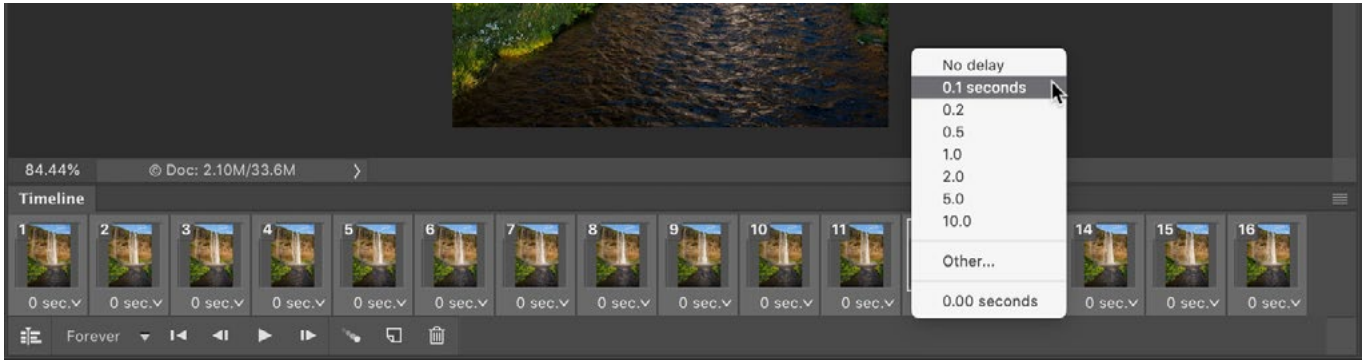 No delay
0.1 seconds
0.2
0.5
1.0
2.0
5.0
10.0
Other...
0.00 seconds
84.44% © Doc: 2.10M/33.6M
Timeline
1 2 3 4 5 6 7 8 9 10 11 14 15 16
0 sec. 0 sec. 0 sec. 0 sec. 0 sec. 0 sec. 0 sec. 0 sec. 0 sec. 0 sec. 0 sec. 0 sec. 0 sec. 0 sec.
Forever